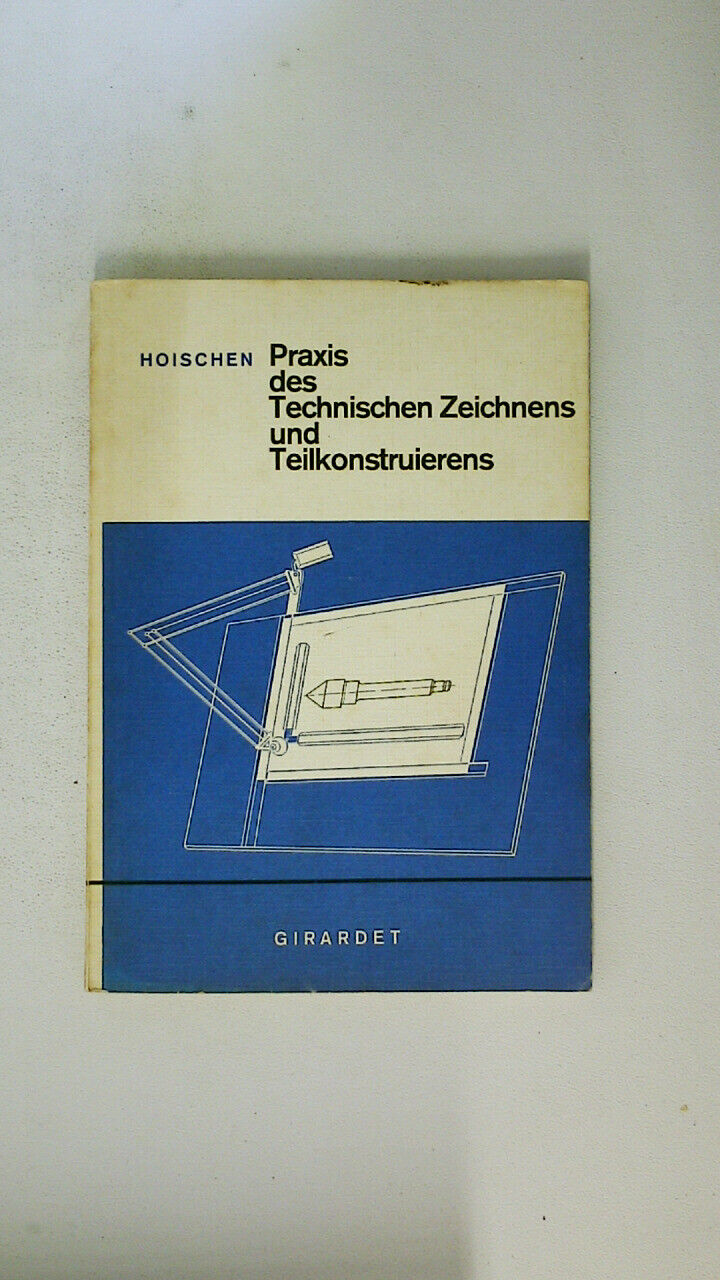 HOISCHEN Praxis
des
Technischen Zeichnens
und
Teilkonstruierens
GIRARDET